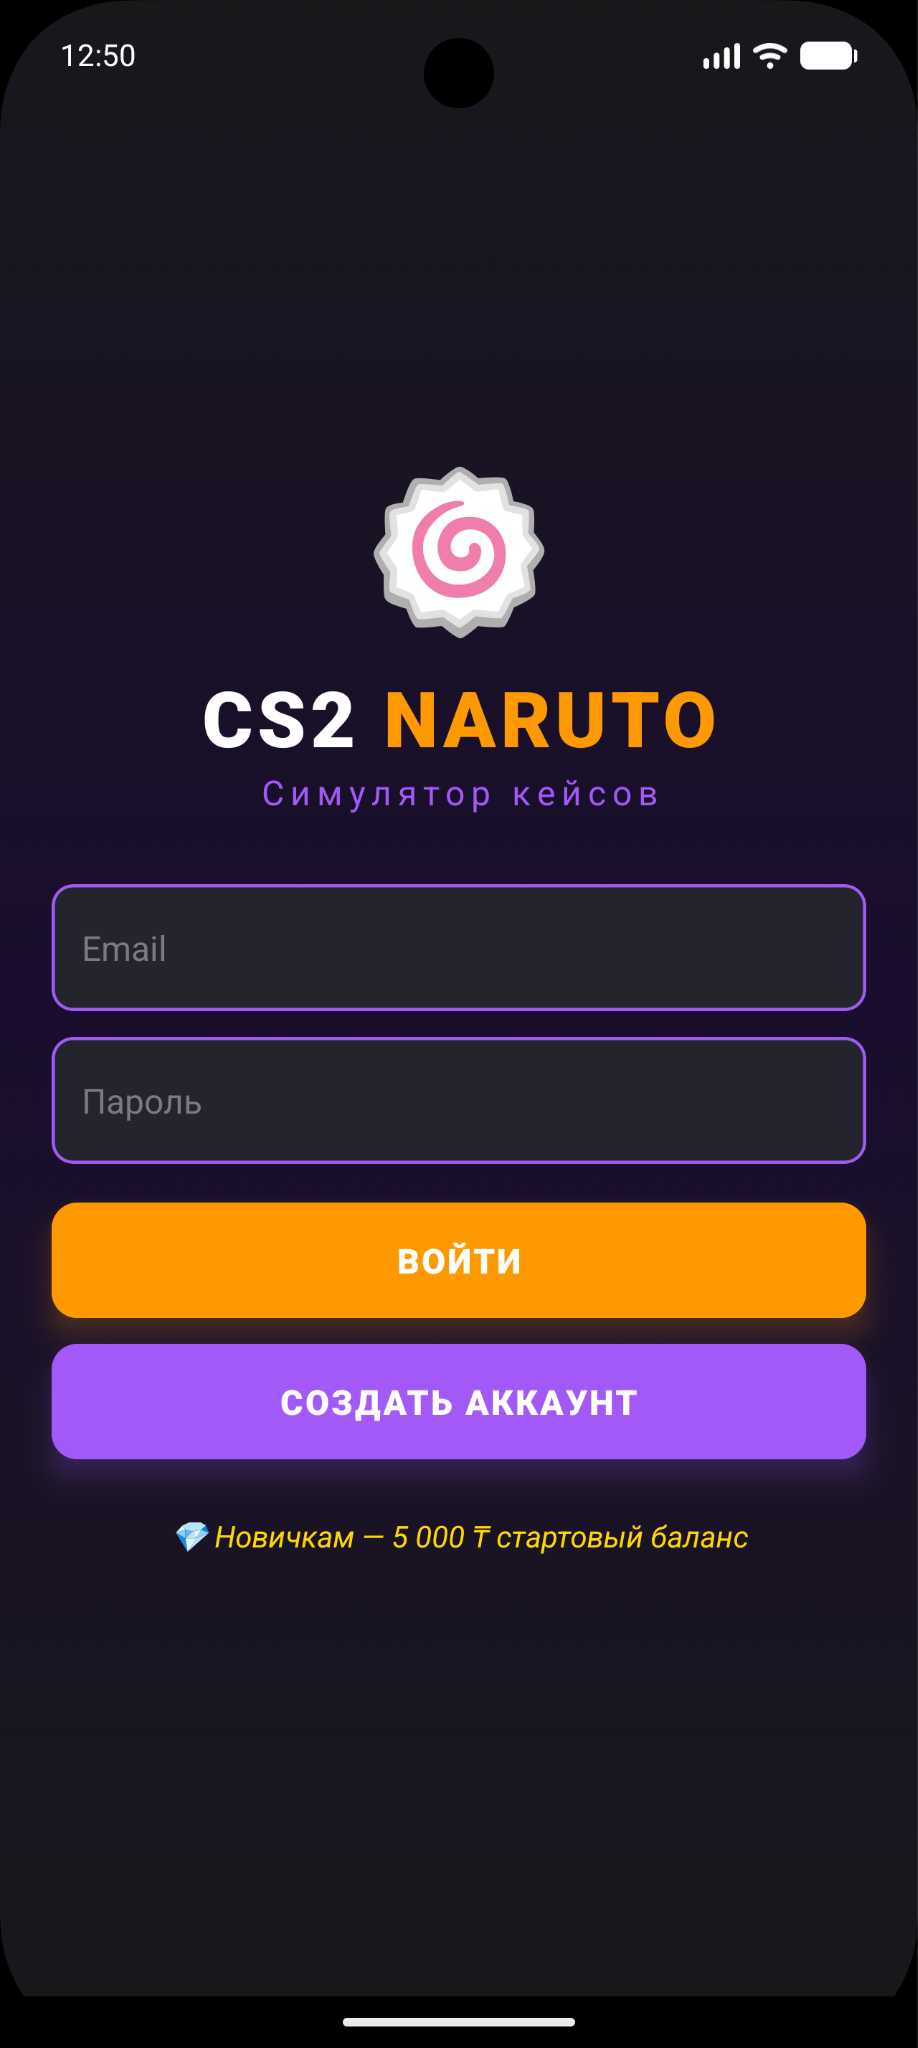 12:50
CS2 NARUTO
Симулятор кейсов
Email
Пароль
ВОЙТИ
СОЗДАТЬ АККАУНТ
💎 Новичкам — 5 000 ₸ стартовый баланс